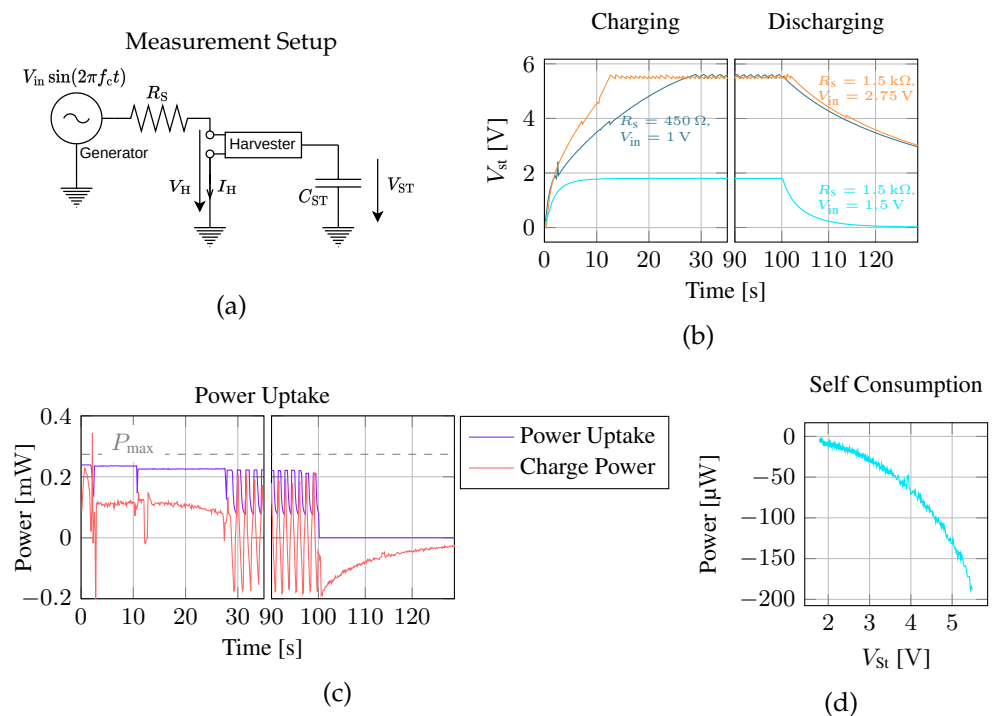 Measurement Setup
V_in sin(2πf_c t)
R_S
Generator
Harvester
V_H
I_H
C_ST
V_ST
(a)
Charging
Discharging
V_st [V]
6
4
2
0
R_s = 1.5 kΩ,
V_in = 2.75 V
R_s = 450 Ω,
V_in = 1 V
R_s = 1.5 kΩ,
V_in = 1.5 V
0 10 20 30 90 100 110 120
Time [s]
(b)
Power Uptake
Power [mW]
0.4
0.2
0
−0.2
P_max
Power Uptake
Charge Power
0 10 20 30 90 100 110 120
Time [s]
(c)
Self Consumption
Power [μW]
0
−50
−100
−150
−200
2 3 4 5
V_St [V]
(d)